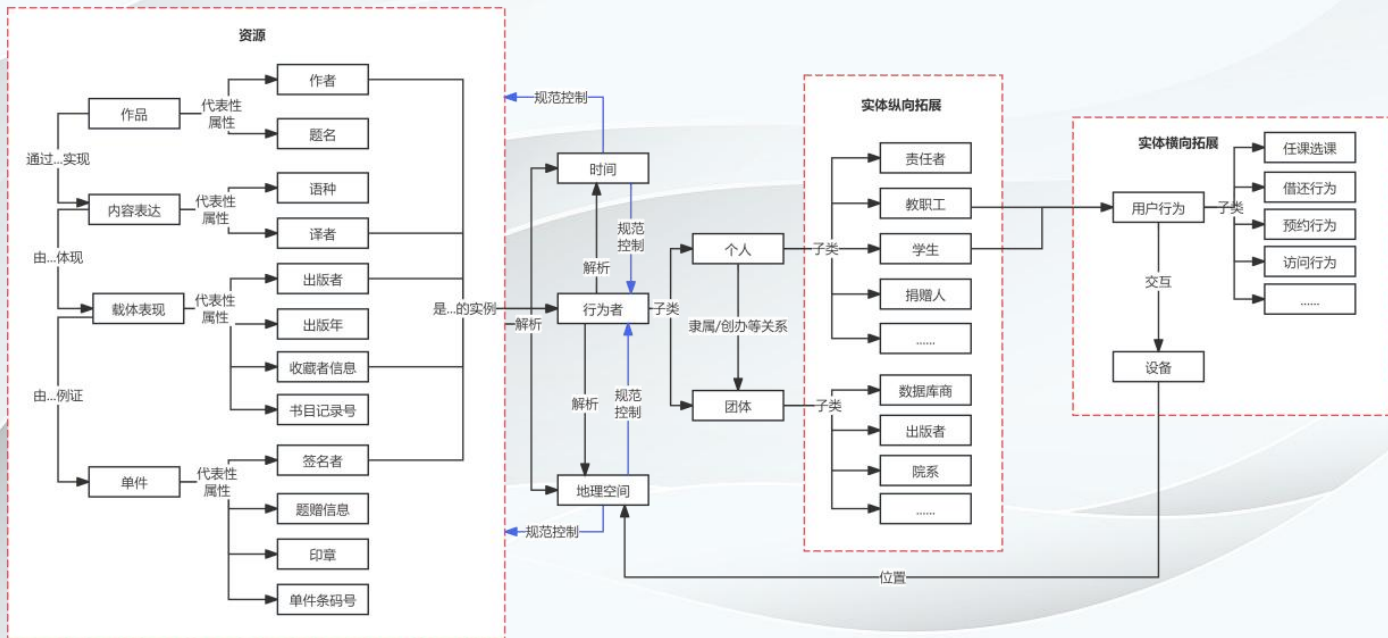 资源
作者
作品
代表性
属性
题名
通过...实现
语种
内容表达
代表性
属性
译者
由...体现
出版者
载体表现
代表性
属性
出版年
收藏者信息
由...例证
书目记录号
签名者
单件
代表性
属性
题赠信息
印章
单件条码号
是...的实例
解析
规范控制
时间
规范
控制
解析
行为者
子类
解析
规范
控制
地理空间
规范控制
个人
隶属/创办等关系
团体
实体纵向拓展
责任者
教职工
子类
学生
捐赠人
......
数据库商
子类
出版者
院系
......
位置
实体横向拓展
任课选课
借还行为
用户行为
子类
预约行为
访问行为
......
交互
设备